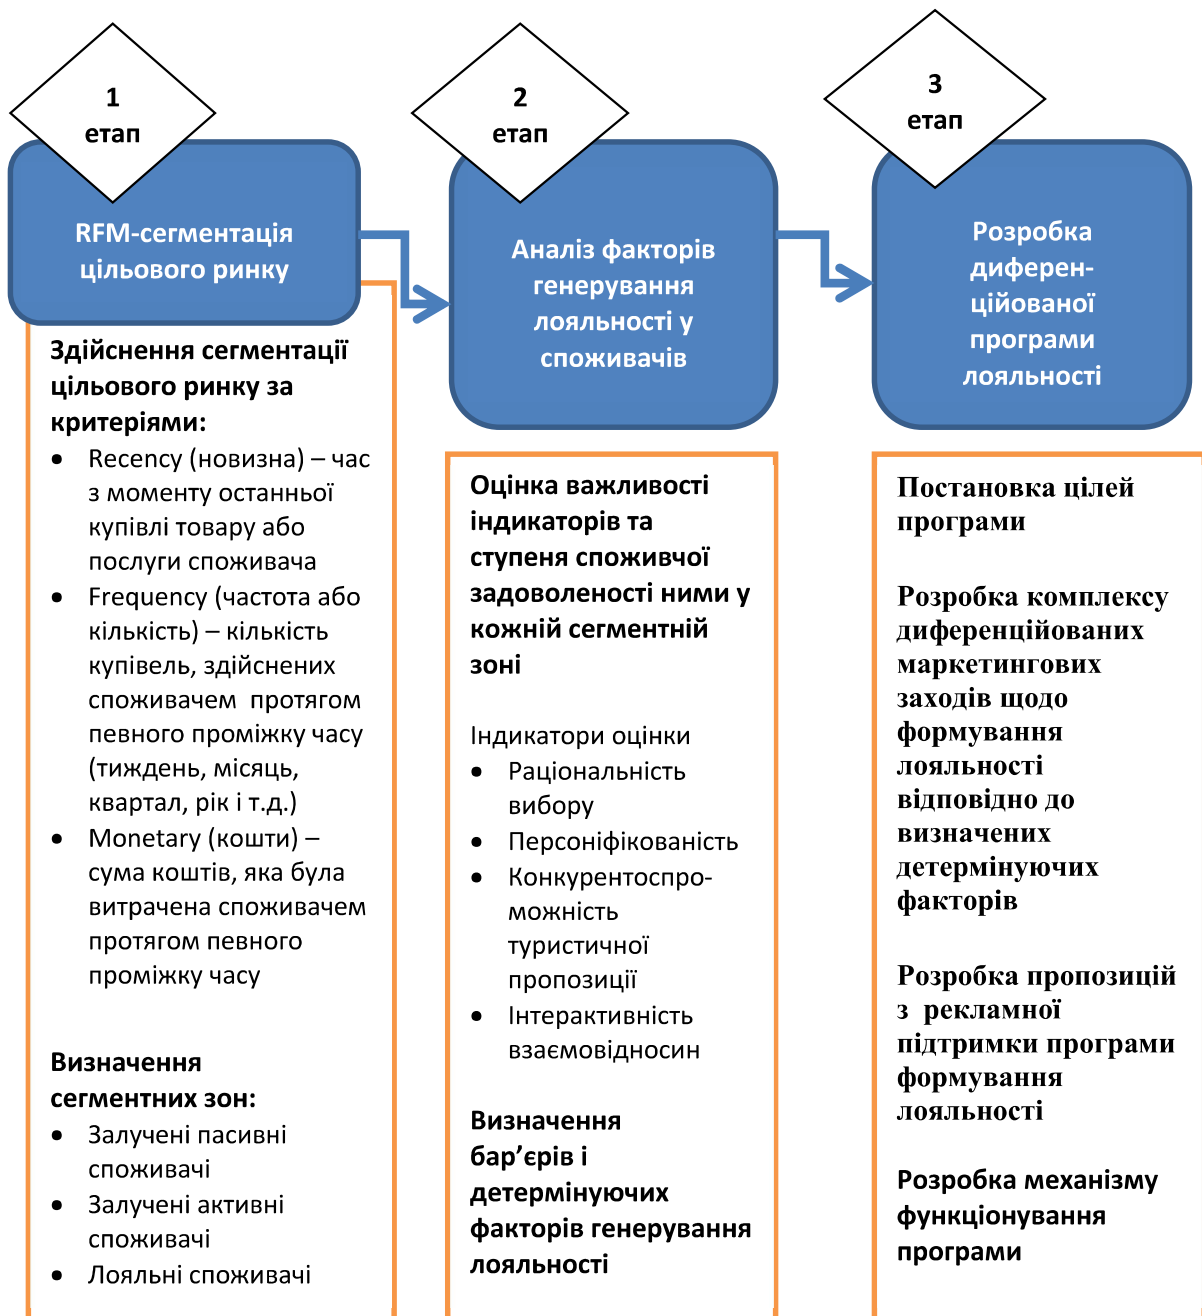 1
етап
RFM-сегментація
цільового ринку
Здійснення сегментації
цільового ринку за
критеріями:
• Recency (новизна) – час
з моменту останньої
купівлі товару або
послуги споживача
• Frequency (частота або
кількість) – кількість
купівель, здійснених
споживачем протягом
певного проміжку часу
(тиждень, місяць,
квартал, рік і т.д.)
• Monetary (кошти) –
сума коштів, яка була
витрачена споживачем
протягом певного
проміжку часу
Визначення
сегментних зон:
• Залучені пасивні
споживачі
• Залучені активні
споживачі
• Лояльні споживачі
2
етап
Аналіз факторів
генерування
лояльності у
споживачів
Оцінка важливості
індикаторів та
ступеня споживчої
задоволеності ними у
кожній сегментній
зоні
Індикатори оцінки
• Раціональність
вибору
• Персоніфікованість
• Конкурентоспро-
можність
туристичної
пропозиції
• Інтерактивність
взаємовідносин
Визначення
бар’єрів і
детермінуючих
факторів генерування
лояльності
3
етап
Розробка
диферен-
ційованої
програми
лояльності
Постановка цілей
програми
Розробка комплексу
диференційованих
маркетингових
заходів щодо
формування
лояльності
відповідно до
визначених
детермінуючих
факторів
Розробка пропозицій
з рекламної
підтримки програми
формування
лояльності
Розробка механізму
функціонування
програми